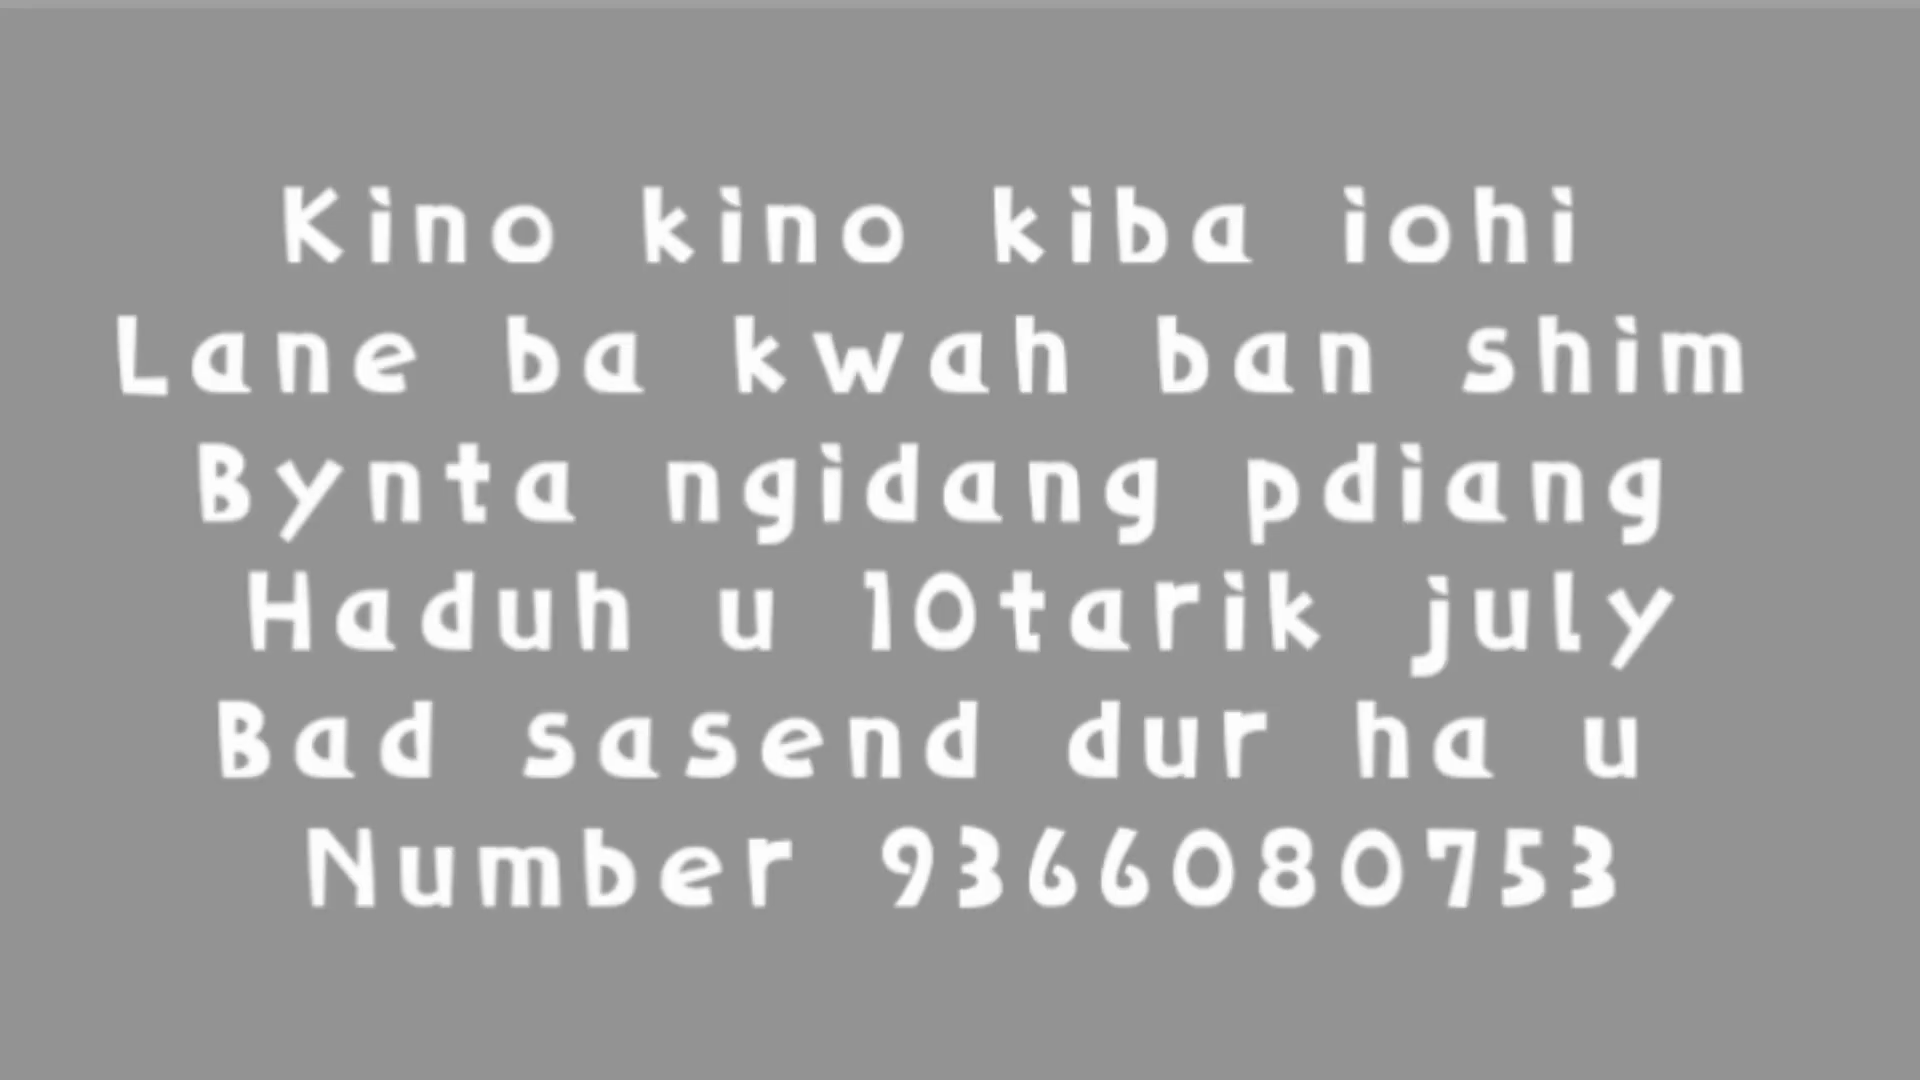 Kino kino kiba iohi
Lane ba kwah ban shim
Bynta ngidang pdiang
Haduh u 10tarik july
Bad sasend dur ha u
Number 9366080753